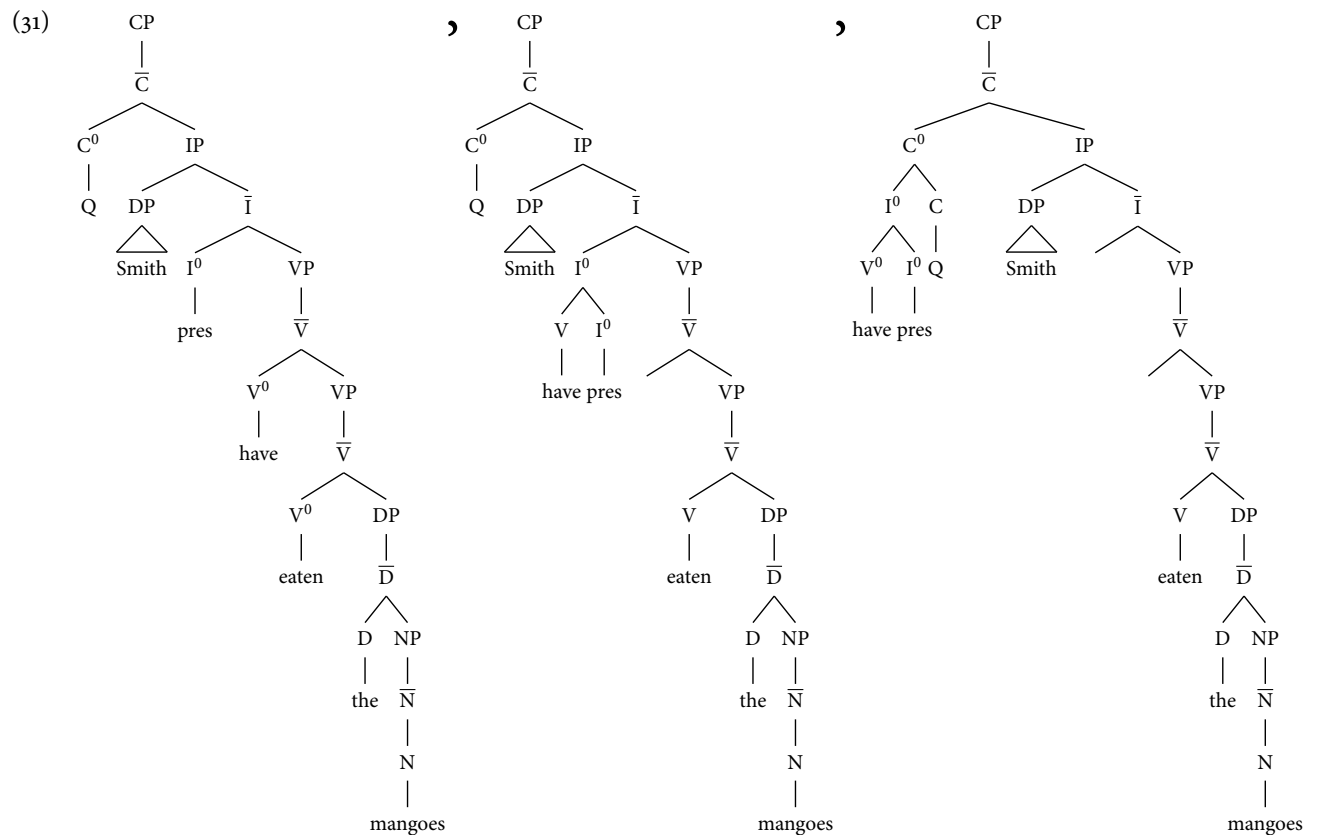 (31) CP , CP , CP
C̅ C̅ C̅
C⁰ IP C⁰ IP C⁰ IP
Q DP I̅ Q DP I̅ I⁰ C DP I̅
Smith I⁰ VP Smith I⁰ VP V⁰ I⁰ Q Smith VP
pres V̅ V I⁰ V̅ have pres V̅
V⁰ VP have pres VP VP
have V̅ V̅ V̅
V⁰ DP V DP V DP
eaten D̅ eaten D̅ eaten D̅
D NP D NP D NP
the N̅ the N̅ the N̅
N N N
mangoes mangoes mangoes